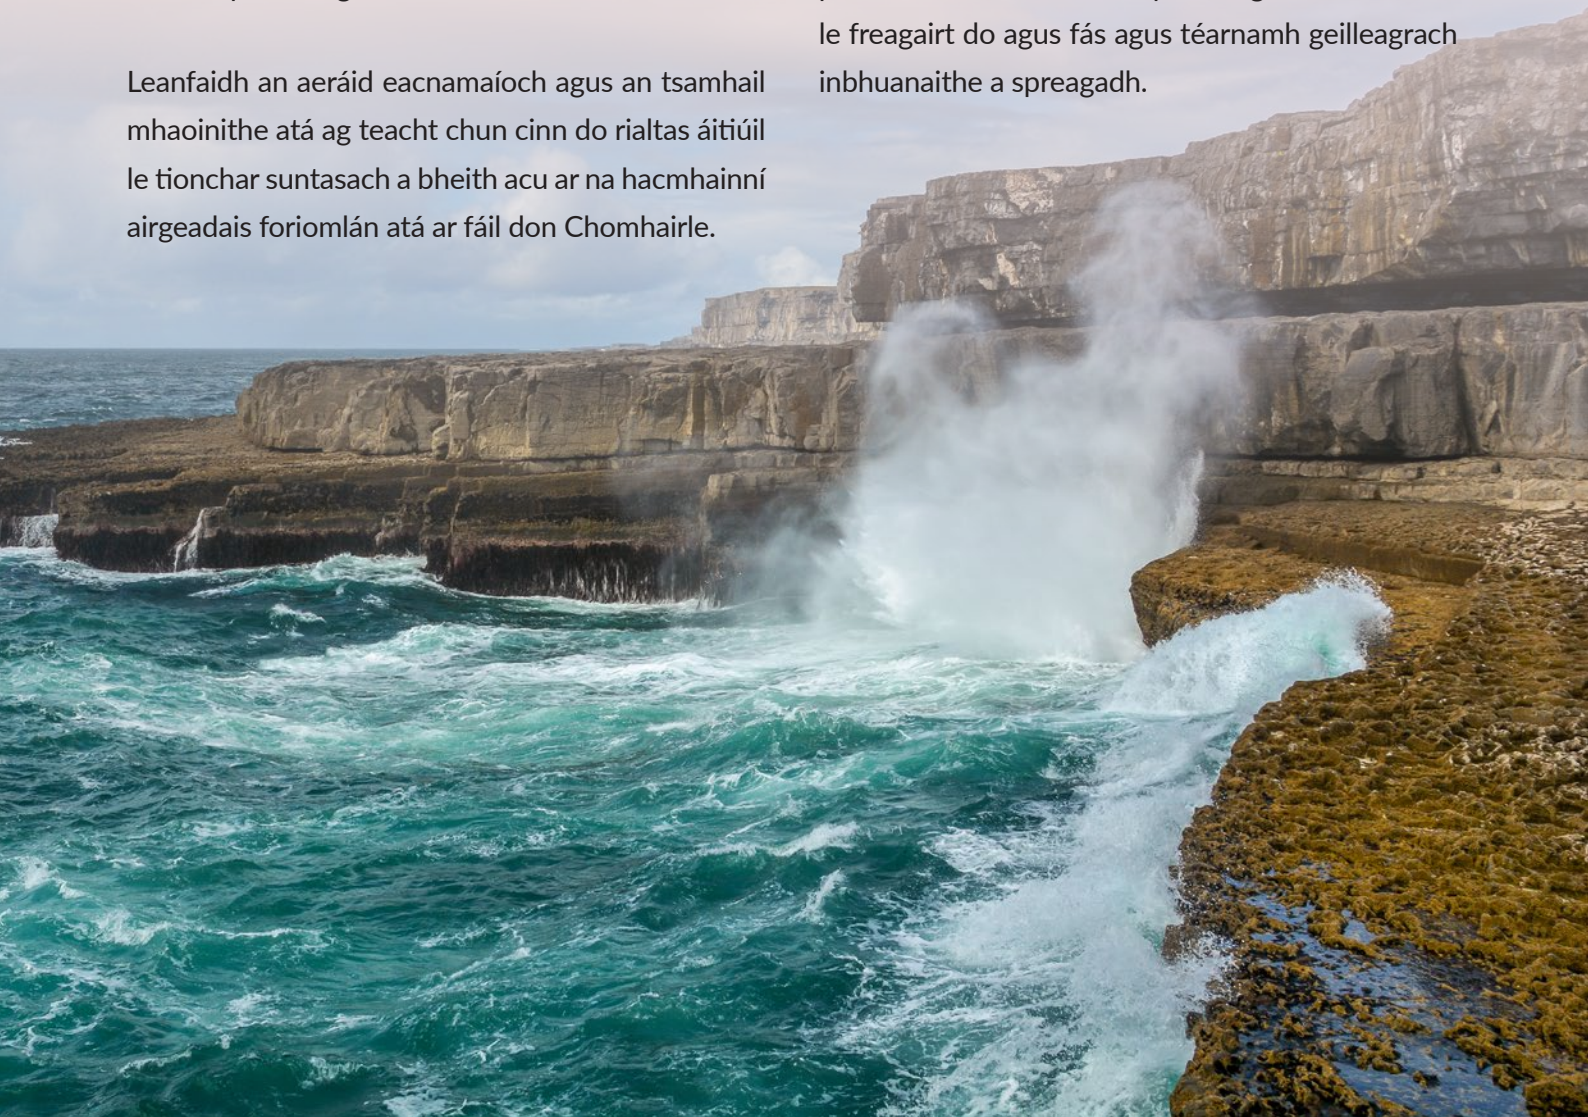 Leanfaidh an aeráid eacnamaíoch agus an tsamhail
mhaoinithe atá ag teacht chun cinn do rialtas áitiúil
le tionchar suntasach a bheith acu ar na hacmhainní
airgeadais foriomlán atá ar fáil don Chomhairle.
le freagairt do agus fás agus téarnamh geilleagrach
inbhuanaithe a spreagadh.